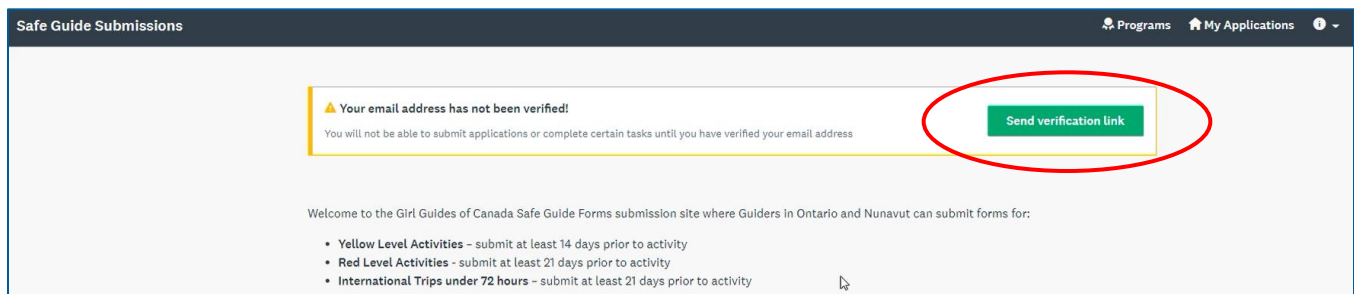 Safe Guide Submissions
Programs My Applications
Your email address has not been verified!
You will not be able to submit applications or complete certain tasks until you have verified your email address
Send verification link
Welcome to the Girl Guides of Canada Safe Guide Forms submission site where Guiders in Ontario and Nunavut can submit forms for:
• Yellow Level Activities – submit at least 14 days prior to activity
• Red Level Activities - submit at least 21 days prior to activity
• International Trips under 72 hours – submit at least 21 days prior to activity